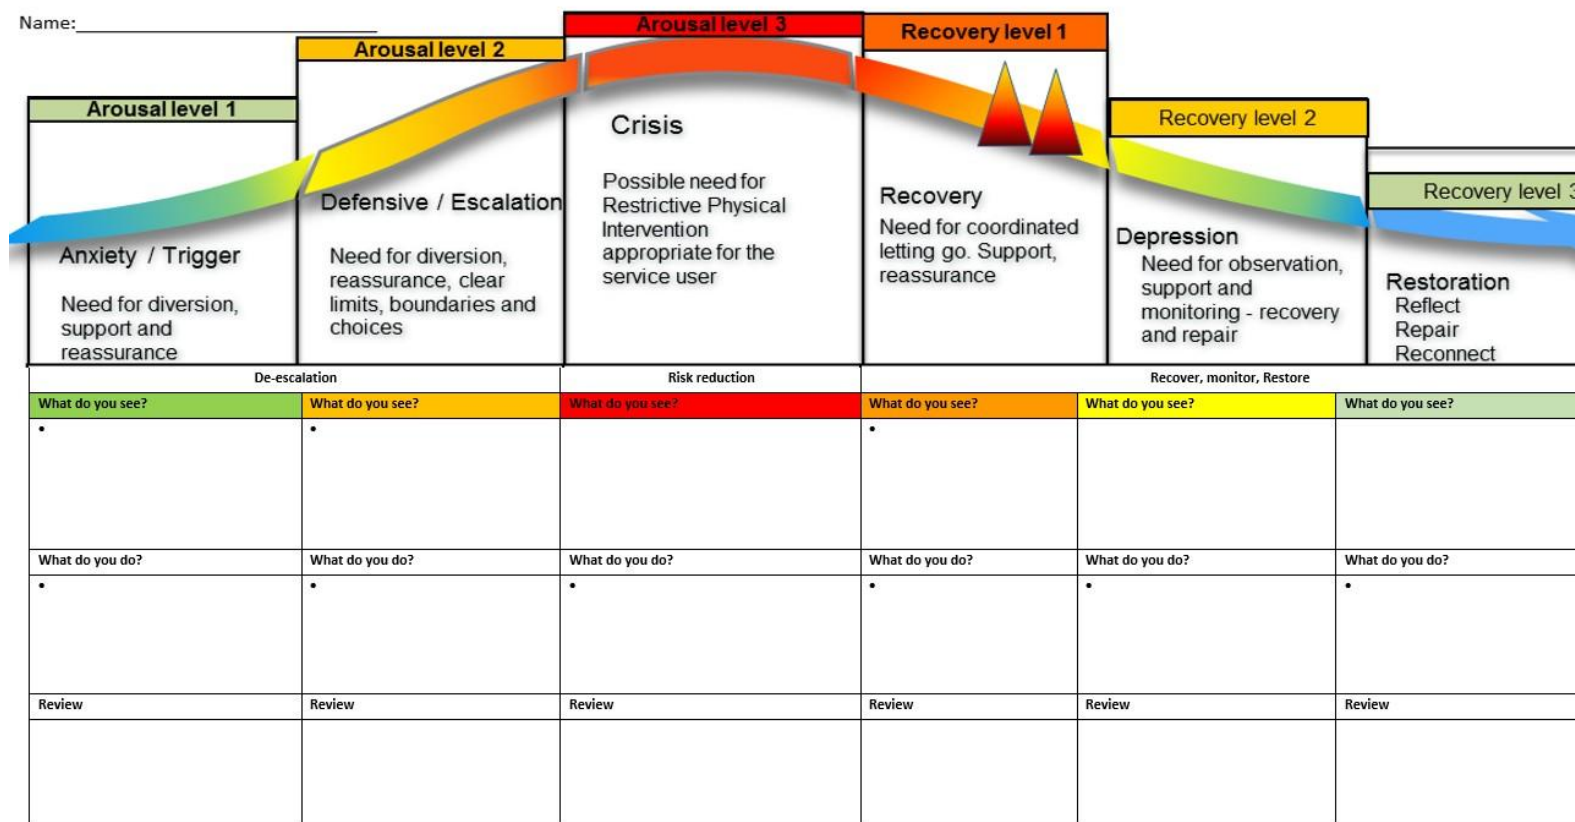 Name:
Arousal level 1
Anxiety / Trigger
Need for diversion,
support and
reassurance
Arousal level 2
Defensive / Escalation
Need for diversion,
reassurance, clear
limits, boundaries and
choices
Arousal level 3
Crisis
Possible need for
Restrictive Physical
Intervention
appropriate for the
service user
Recovery level 1
Recovery
Need for coordinated
letting go. Support,
reassurance
Recovery level 2
Depression
Need for observation,
support and
monitoring - recovery
and repair
Recovery level 3
Restoration
Reflect
Repair
Reconnect
De-escalation
Risk reduction
Recover, monitor, Restore
What do you see?
What do you see?
What do you see?
What do you see?
What do you see?
What do you see?
What do you do?
What do you do?
What do you do?
What do you do?
What do you do?
What do you do?
Review
Review
Review
Review
Review
Review